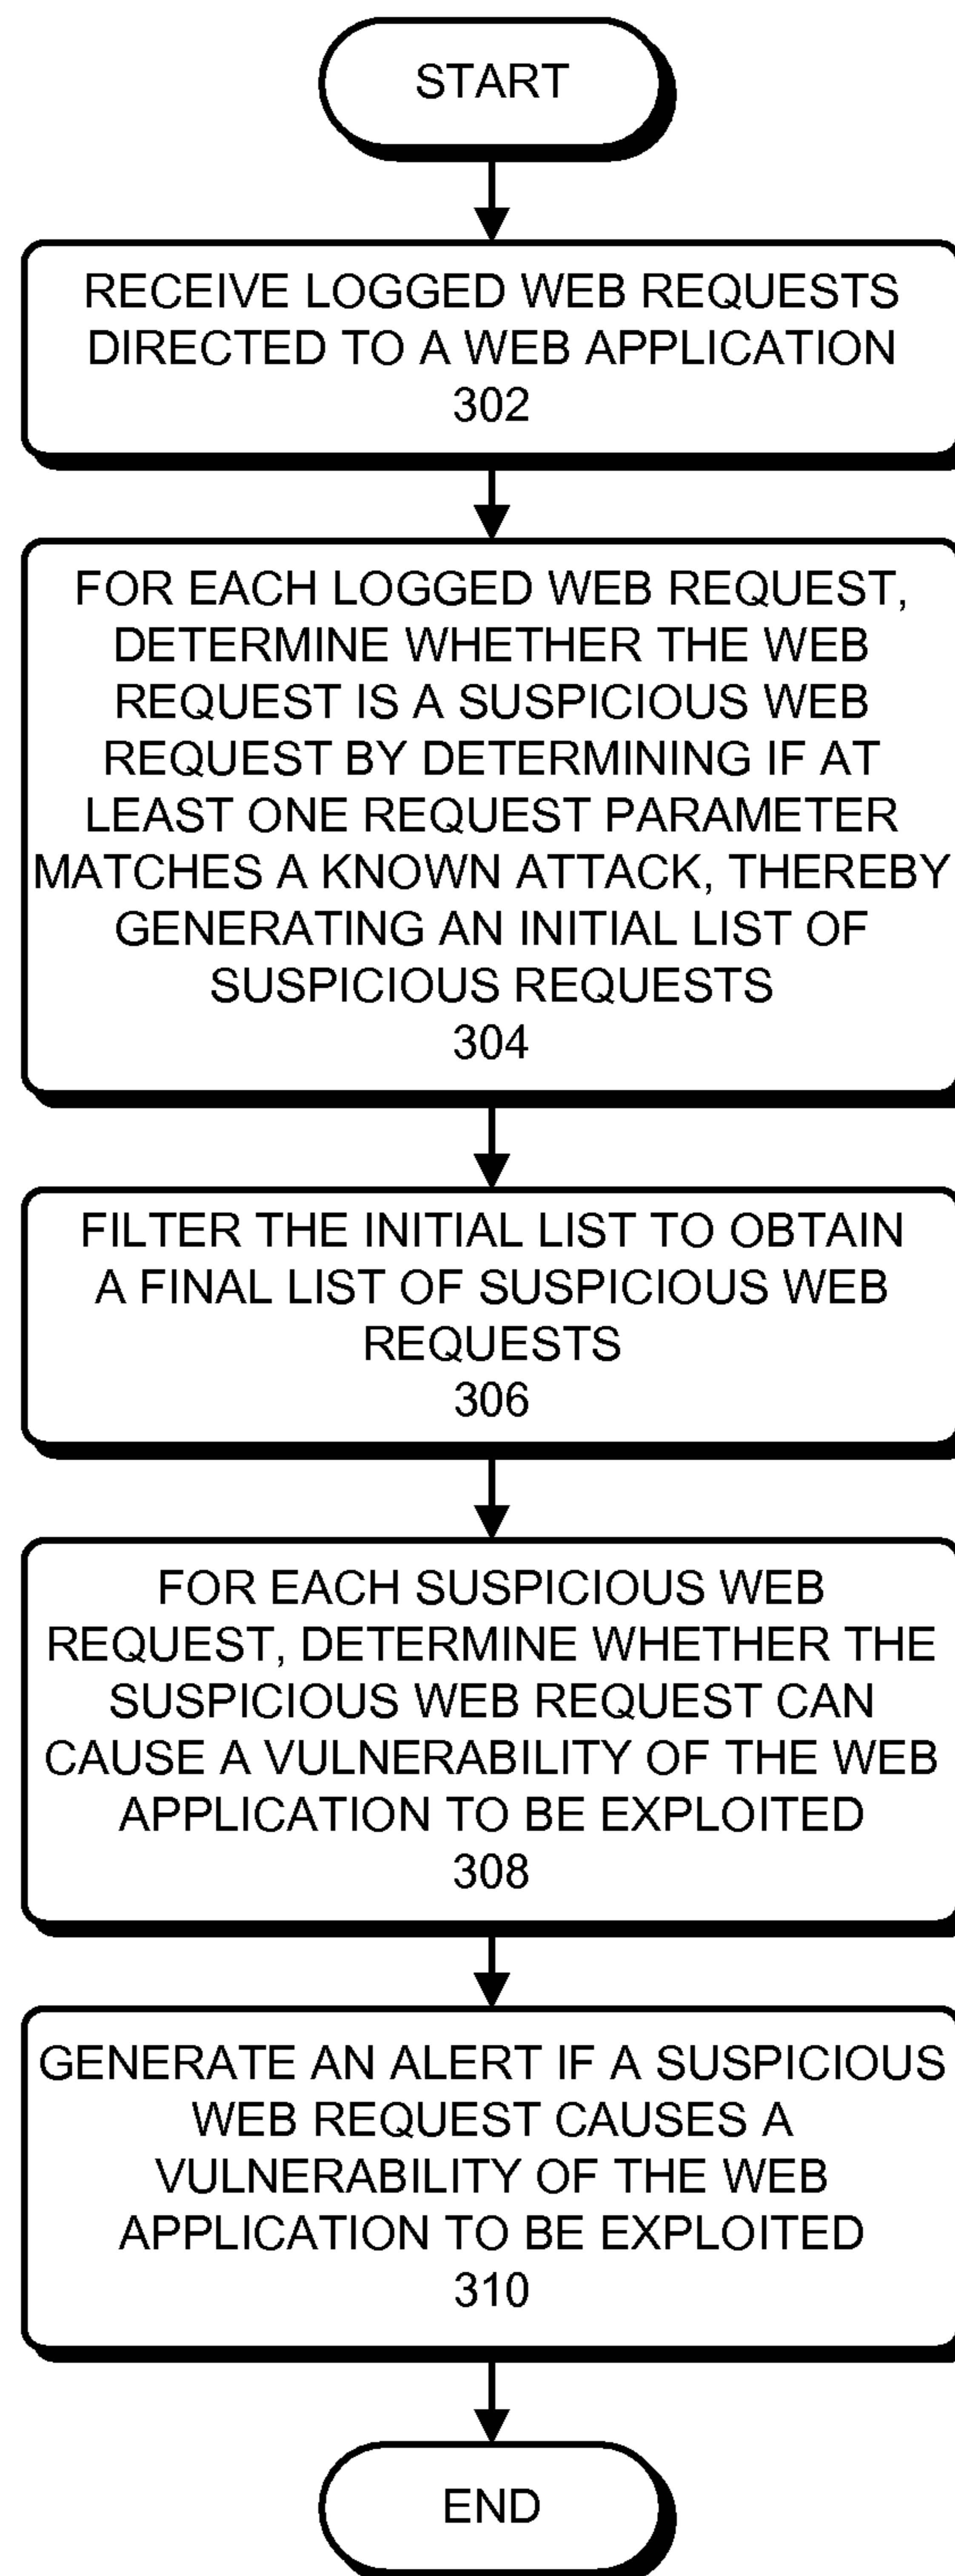 START
RECEIVE LOGGED WEB REQUESTS
DIRECTED TO A WEB APPLICATION
302
FOR EACH LOGGED WEB REQUEST,
DETERMINE WHETHER THE WEB
REQUEST IS A SUSPICIOUS WEB
REQUEST BY DETERMINING IF AT
LEAST ONE REQUEST PARAMETER
MATCHES A KNOWN ATTACK, THEREBY
GENERATING AN INITIAL LIST OF
SUSPICIOUS REQUESTS
304
FILTER THE INITIAL LIST TO OBTAIN
A FINAL LIST OF SUSPICIOUS WEB
REQUESTS
306
FOR EACH SUSPICIOUS WEB
REQUEST, DETERMINE WHETHER THE
SUSPICIOUS WEB REQUEST CAN
CAUSE A VULNERABILITY OF THE WEB
APPLICATION TO BE EXPLOITED
308
GENERATE AN ALERT IF A SUSPICIOUS
WEB REQUEST CAUSES A
VULNERABILITY OF THE WEB
APPLICATION TO BE EXPLOITED
310
END